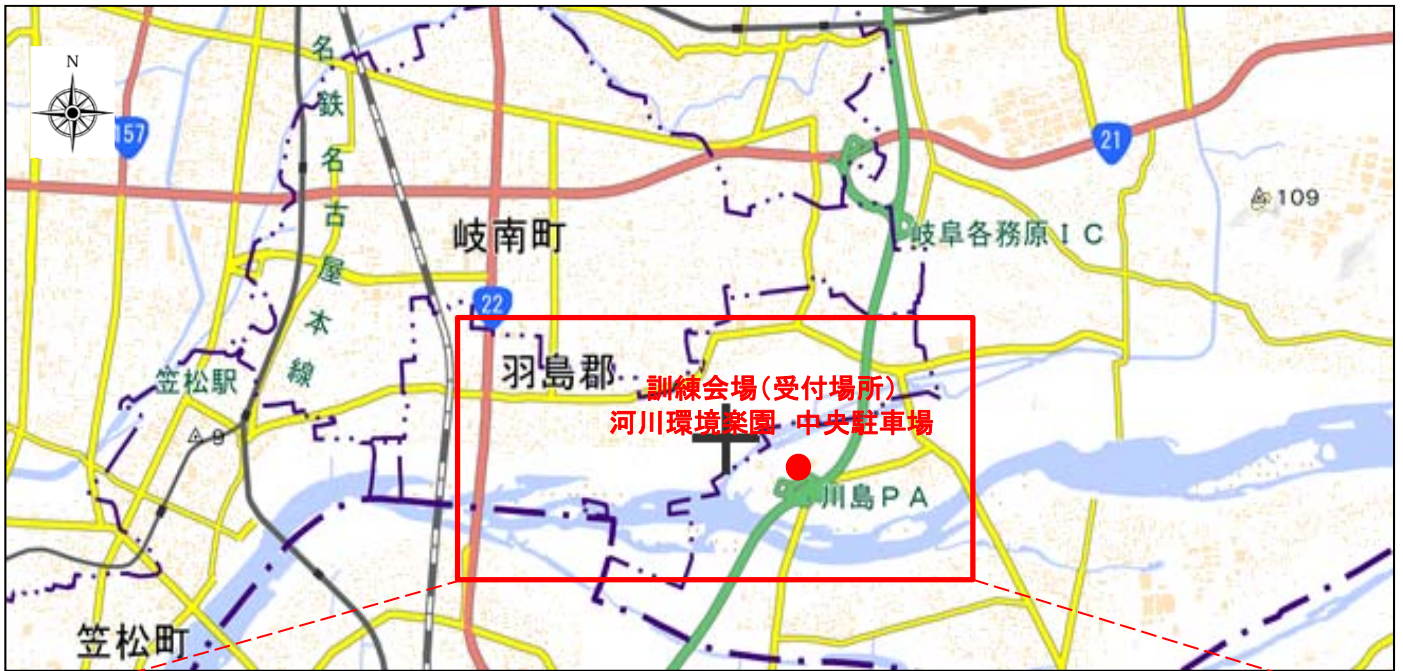 N
157
名鉄名古屋本線
21
109
岐南町
岐阜各務原IC
22
羽島郡
笠松駅
訓練会場(受付場所)
河川環境楽園 中央駐車場
9
川島PA
笠松町